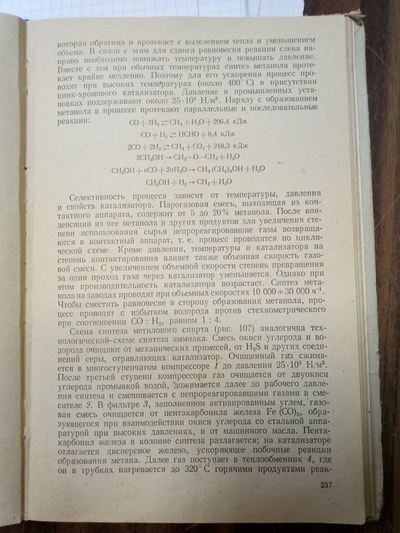 которая обратима и протекает с выделением тепла и уменьшением
объема. В связи с этим для сдвига равновесия реакции слева на-
право необходимо понижать температуру и повышать давление.
Вместе с тем при обычных температурах синтез метанола проте-
кает крайне медленно. Поэтому для его ускорения процесс про-
водят при высоких температурах (около 400° С) в присутствии
цинк-хромового катализатора. Давление в промышленных уста-
новках поддерживают около 25·10⁶ Н/м². Наряду с образованием
метанола в процессе протекают параллельные и последовательные
реакции:
CO + 3H₂ ⇄ CH₄ + H₂O + 206,4 кДж
CO + H₂ ⇄ HCHO + 8,4 кДж
2CO + 2H₂ ⇄ CH₄ + CO₂ + 248,3 кДж
2CH₃OH → CH₃—O—CH₃ + H₂O
CH₃OH + nCO + 2nH₂O → CH₃(CH₂)ₙOH + H₂O
CH₃OH + H₂ → CH₄ + H₂O
Селективность процесса зависит от температуры, давления
и свойств катализатора. Парогазовая смесь, выходящая из кон-
тактного аппарата, содержит от 5 до 20% метанола. После кон-
денсации из нее метанола и других продуктов для увеличения сте-
пени использования сырья непрореагировавшие газы возвраща-
ются в контактный аппарат, т. е. процесс проводится по цикли-
ческой схеме. Кроме давления, температуры и катализатора на
степень контактирования влияет также объемная скорость газо-
вой смеси. С увеличением объемной скорости степень превращения
за один проход газа через катализатор уменьшается. Однако при
этом производительность катализатора возрастает. Синтез мета-
нола на заводах проводят при объемных скоростях 10 000 ÷ 30 000 ч⁻¹.
Чтобы сместить равновесие в сторону образования метанола, про-
цесс проводят с избытком водорода против стехиометрического
при соотношении CO : H₂, равном 1 : 4.
Схема синтеза метилового спирта (рис. 107) аналогична тех-
нологической схеме синтеза аммиака. Смесь окиси углерода и во-
дорода очищают от механических примесей, от H₂S и других соеди-
нений серы, отравляющих катализатор. Очищенный газ сжима-
ется в многоступенчатом компрессоре 1 до давления 25·10⁶ Н/м².
После третьей ступени компрессора газ очищается от двуокиси
углерода промывкой водой, дожимается далее до рабочего давле-
ния синтеза и смешивается с непрореагировавшими газами в сме-
сителе 2. В фильтре 3, заполненном активированным углем, газо-
вая смесь очищается от пентакарбонила железа Fe (CO)₅, обра-
зующегося при взаимодействии окиси углерода со стальной ап-
паратурой при высоких давлениях, и от машинного масла. Пента-
карбонил железа в колонне синтеза разлагается; на катализаторе
отлагается дисперсное железо, ускоряющее побочные реакции
образования метана. Далее газ поступает в теплообменник 4, где
он в трубках нагревается до 320° С горячими продуктами реак-
237